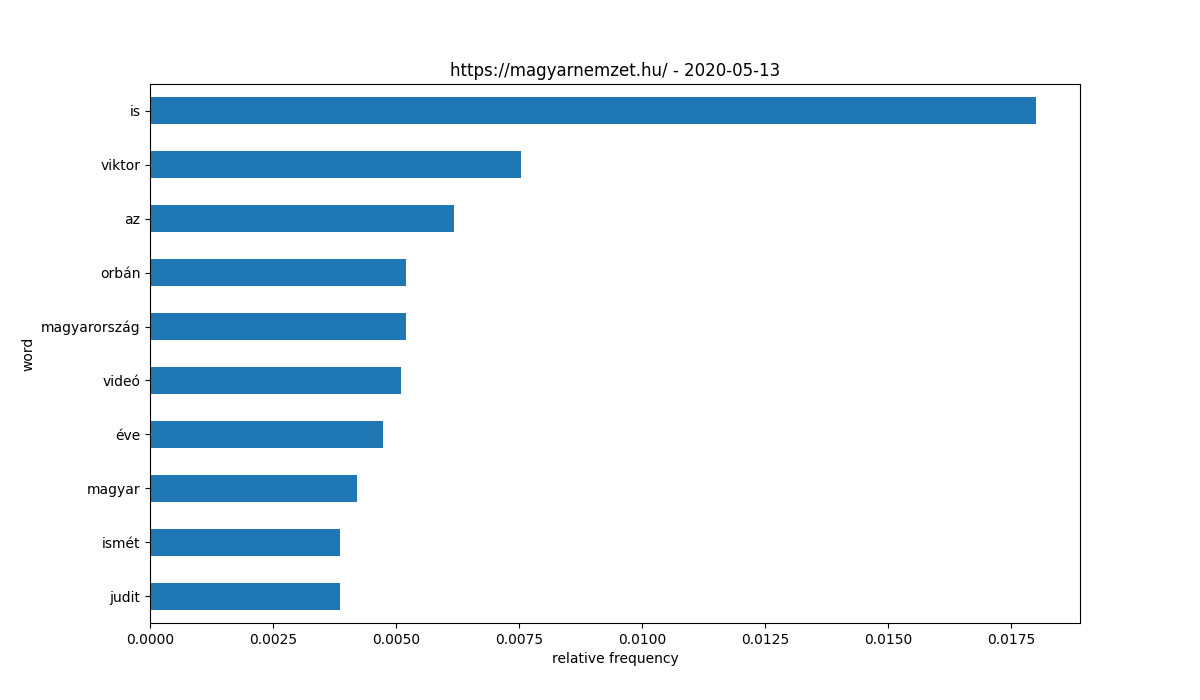 https://magyarnemzet.hu/ - 2020-05-13
is
viktor
az
orbán
magyarország
videó
éve
magyar
ismét
judit
word
0.0000 0.0025 0.0050 0.0075 0.0100 0.0125 0.0150 0.0175
relative frequency